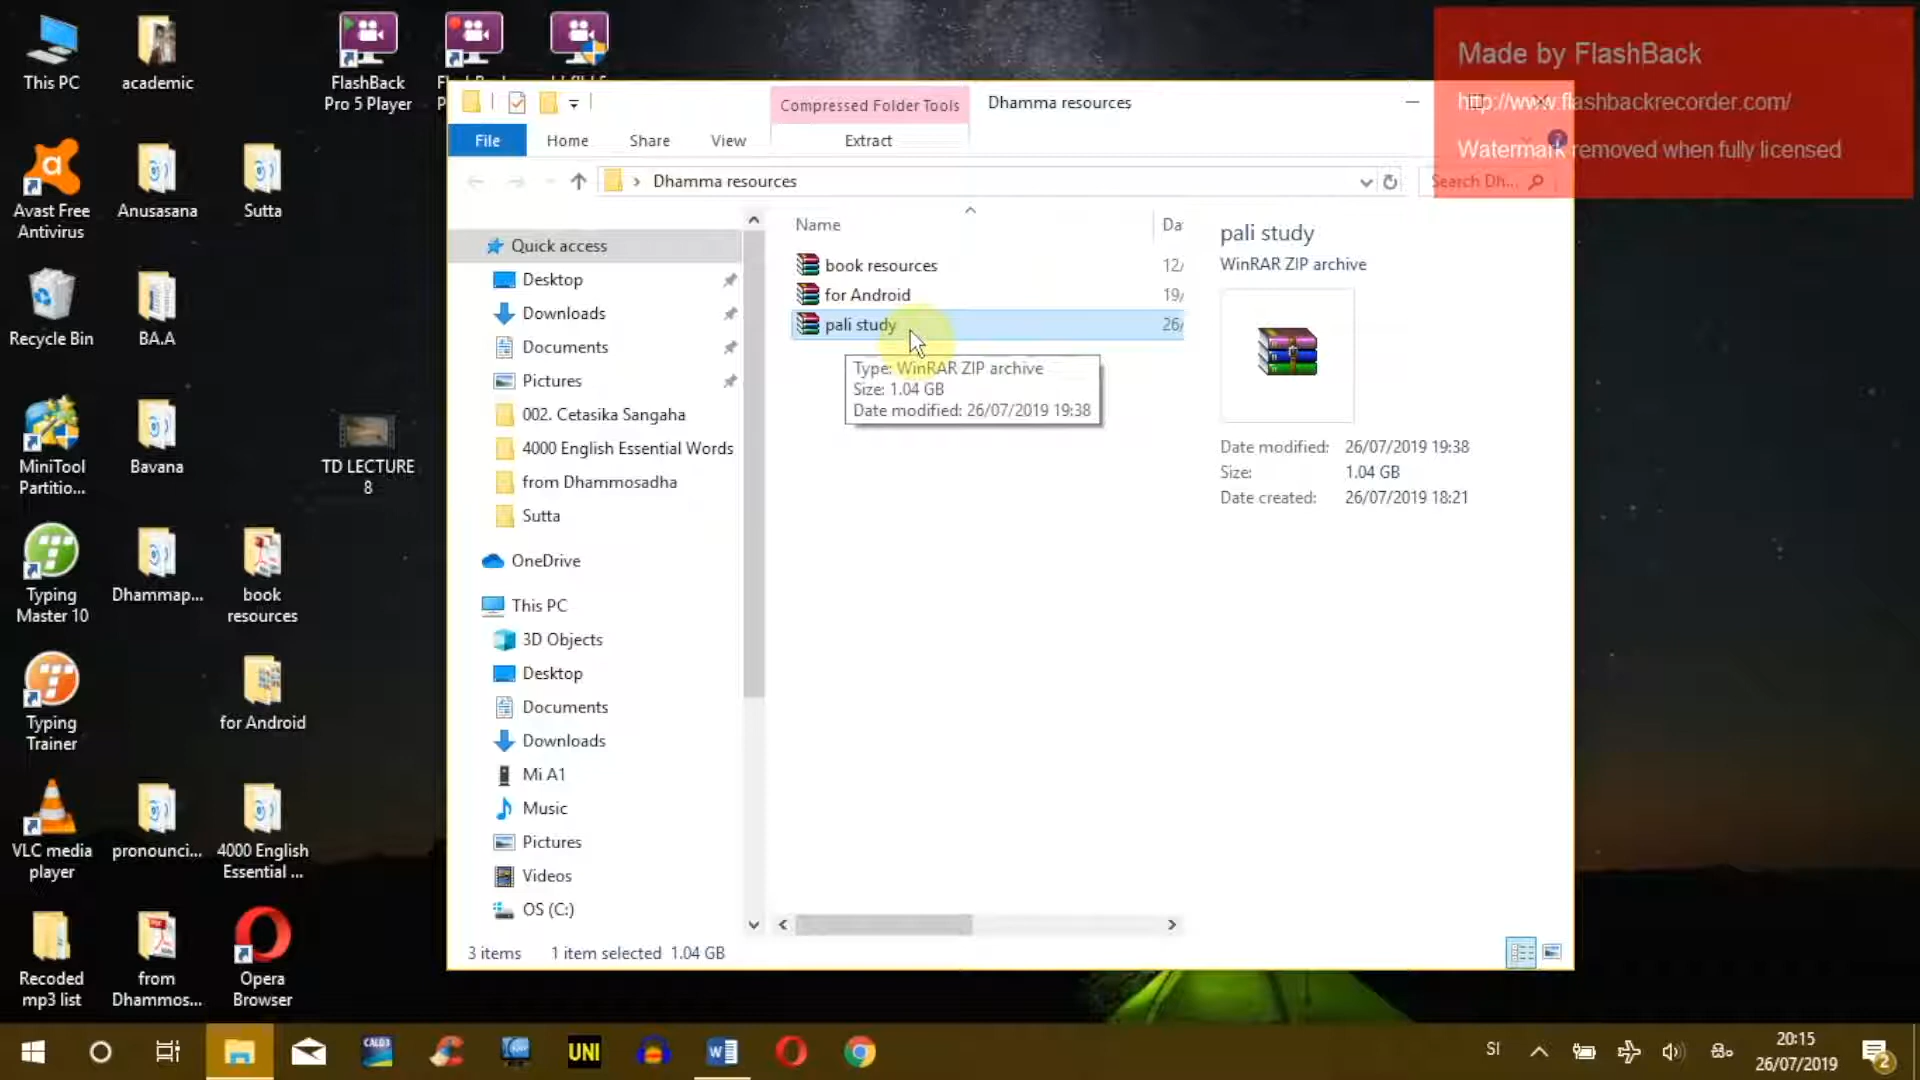 This PC
academic
FlashBack
Pro 5 Player
Made by FlashBack
http://www.flashbackrecorder.com/
Watermark removed when fully licensed
Compressed Folder Tools
Dhamma resources
File
Home
Share
View
Extract
Dhamma resources
Search Dh...
Avast Free
Antivirus
Anusasana
Sutta
Recycle Bin
BA.A
MiniTool
Partitio...
Bavana
TD LECTURE
8
Typing
Master 10
Dhammap...
book
resources
Typing
Trainer
for Android
VLC media
player
pronounci...
4000 English
Essential ...
Recoded
mp3 list
from
Dhammos...
Opera
Browser
Quick access
Desktop
Downloads
Documents
Pictures
002. Cetasika Sangaha
4000 English Essential Words
from Dhammosadha
Sutta
OneDrive
This PC
3D Objects
Desktop
Documents
Downloads
Mi A1
Music
Pictures
Videos
OS (C:)
Name
Da
book resources
12/
for Android
19/
pali study
26/
Type: WinRAR ZIP archive
Size: 1.04 GB
Date modified: 26/07/2019 19:38
pali study
WinRAR ZIP archive
Date modified: 26/07/2019 19:38
Size: 1.04 GB
Date created: 26/07/2019 18:21
3 items
1 item selected 1.04 GB
CALD3
UNI
SI
20:15
26/07/2019
2